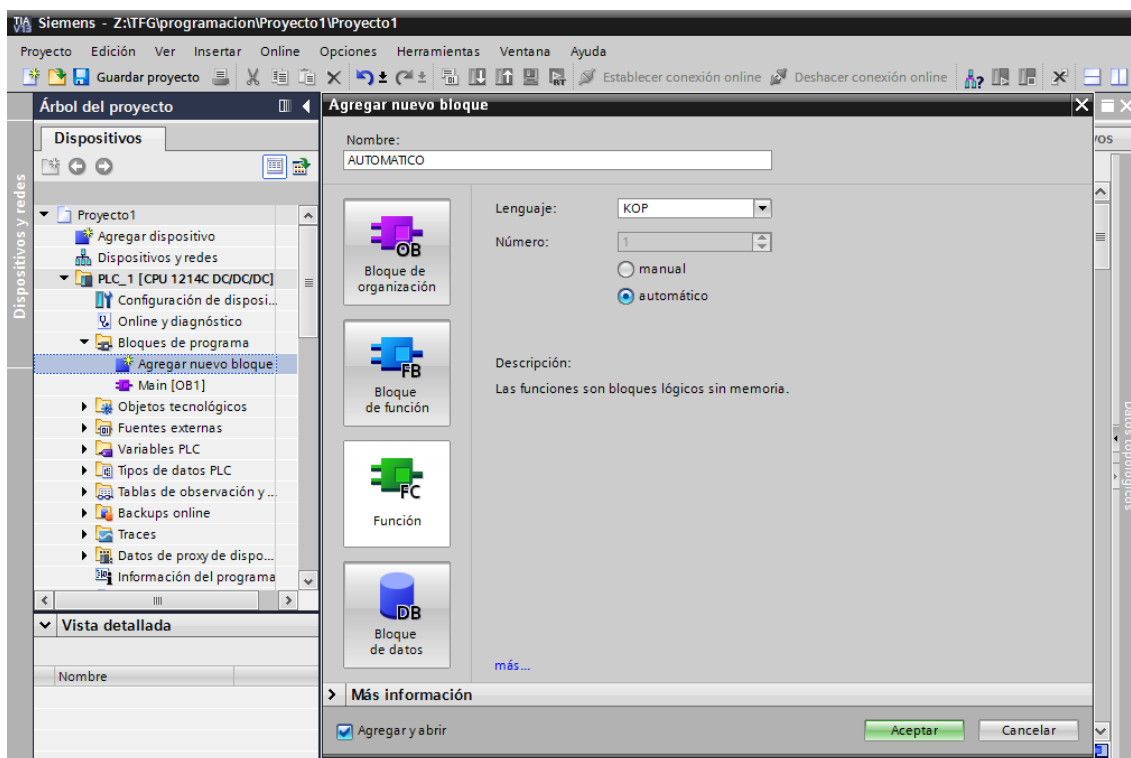 TIA V13 Siemens - Z:\TFG\programacion\Proyecto1\Proyecto1
Proyecto Edición Ver Insertar Online Opciones Herramientas Ventana Ayuda
Guardar proyecto Establecer conexión online Deshacer conexión online
Árbol del proyecto
Dispositivos
Dispositivos y redes
Proyecto1
Agregar dispositivo
Dispositivos y redes
PLC_1 [CPU 1214C DC/DC/DC]
Configuración de disposi...
Online y diagnóstico
Bloques de programa
Agregar nuevo bloque
Main [OB1]
Objetos tecnológicos
Fuentes externas
Variables PLC
Tipos de datos PLC
Tablas de observación y ...
Backups online
Traces
Datos de proxy de dispo...
Información del programa
Vista detallada
Nombre
Agregar nuevo bloque
Nombre:
AUTOMATICO
OB
Bloque de
organización
FB
Bloque
de función
FC
Función
DB
Bloque
de datos
Lenguaje: KOP
Número: 1
manual
automático
Descripción:
Las funciones son bloques lógicos sin memoria.
más...
Más información
Agregar y abrir
Aceptar Cancelar
vos
Datos topológicos